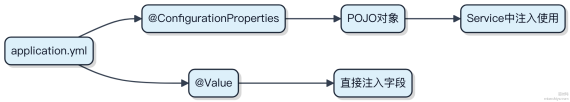 @ConfigurationProperties
POJO对象
Service中注入使用
application.yml
@Value
直接注入字段